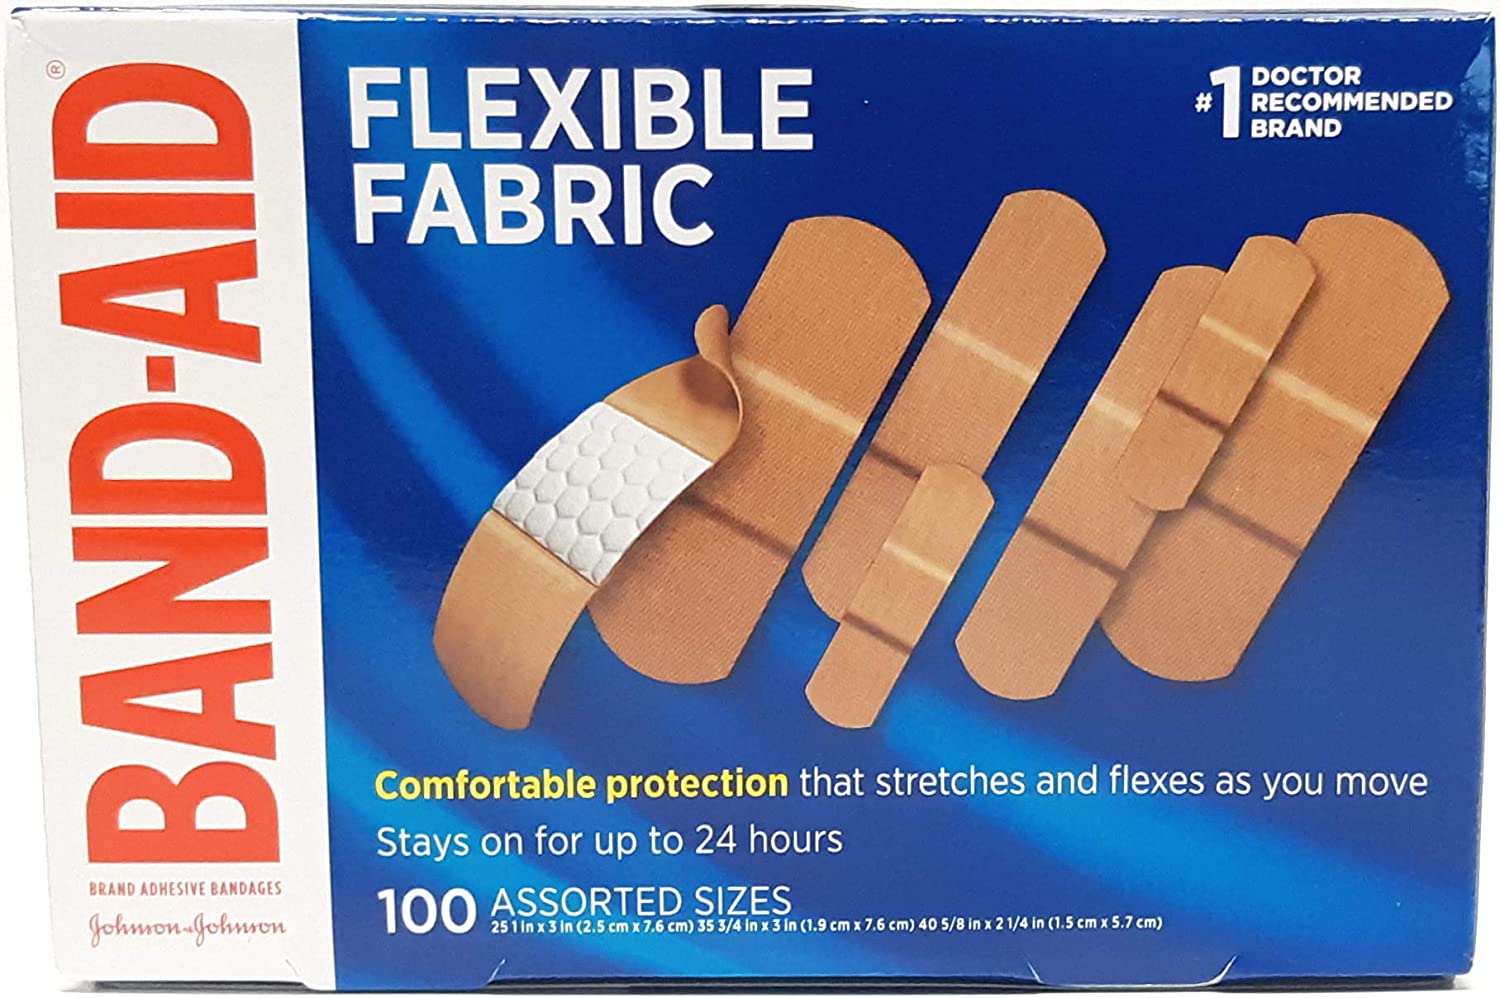 BAND-AID®
BRAND ADHESIVE BANDAGES
Johnson & Johnson
FLEXIBLE
FABRIC
#1 DOCTOR
RECOMMENDED
BRAND
Comfortable protection that stretches and flexes as you move
Stays on for up to 24 hours
100 ASSORTED SIZES
25 1 in x 3 in (2.5 cm x 7.6 cm) 35 3/4 in x 3 in (1.9 cm x 7.6 cm) 40 5/8 in x 2 1/4 in (1.5 cm x 5.7 cm)